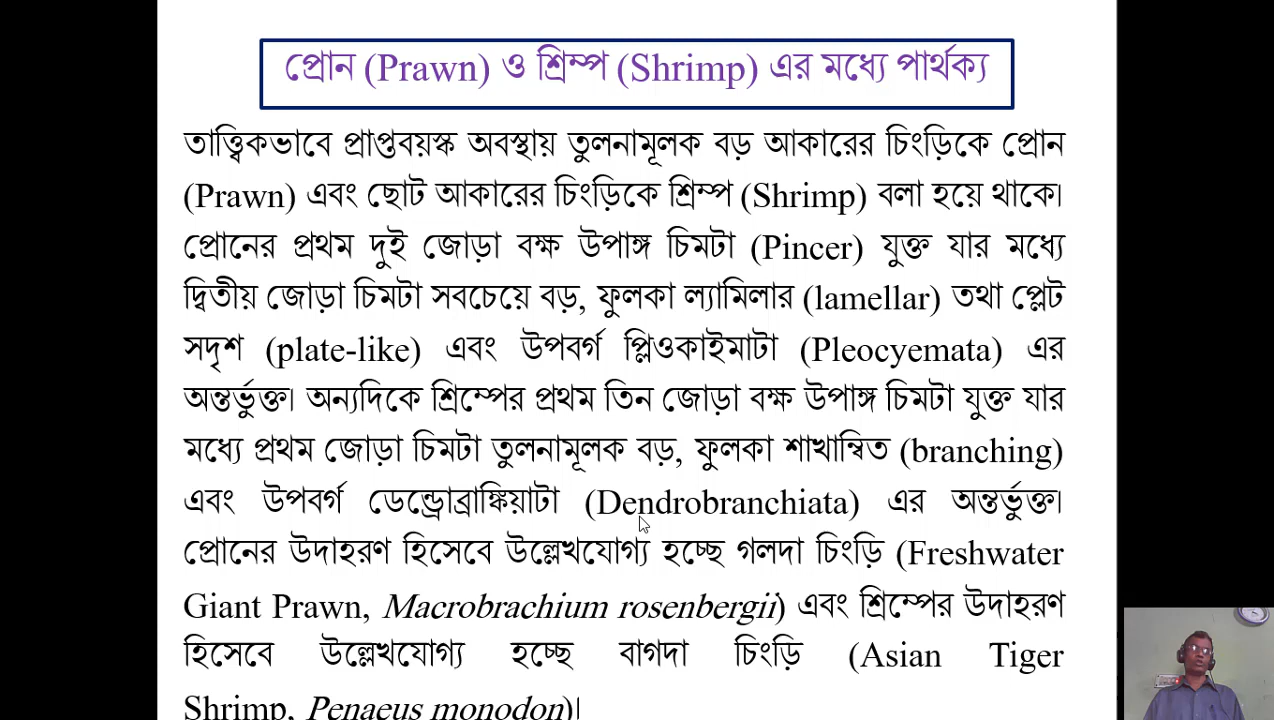 প্রোন (Prawn) ও শ্রিম্প (Shrimp) এর মধ্যে পার্থক্য
তাত্ত্বিকভাবে প্রাপ্তবয়স্ক অবস্থায় তুলনামূলক বড় আকারের চিংড়িকে প্রোন
(Prawn) এবং ছোট আকারের চিংড়িকে শ্রিম্প (Shrimp) বলা হয়ে থাকে।
প্রোনের প্রথম দুই জোড়া বক্ষ উপাঙ্গ চিমটা (Pincer) যুক্ত যার মধ্যে
দ্বিতীয় জোড়া চিমটা সবচেয়ে বড়, ফুলকা ল্যামিলার (lamellar) তথা প্লেট
সদৃশ (plate-like) এবং উপবর্গ প্লিওকাইমাটা (Pleocyemata) এর
অন্তর্ভুক্ত। অন্যদিকে শ্রিম্পের প্রথম তিন জোড়া বক্ষ উপাঙ্গ চিমটা যুক্ত যার
মধ্যে প্রথম জোড়া চিমটা তুলনামূলক বড়, ফুলকা শাখান্বিত (branching)
এবং উপবর্গ ডেন্ড্রোব্রাঙ্কিয়াটা (Dendrobranchiata) এর অন্তর্ভুক্ত।
প্রোনের উদাহরণ হিসেবে উল্লেখযোগ্য হচ্ছে গলদা চিংড়ি (Freshwater
Giant Prawn, Macrobrachium rosenbergii) এবং শ্রিম্পের উদাহরণ
হিসেবে উল্লেখযোগ্য হচ্ছে বাগদা চিংড়ি (Asian Tiger
Shrimp, Penaeus monodon)।